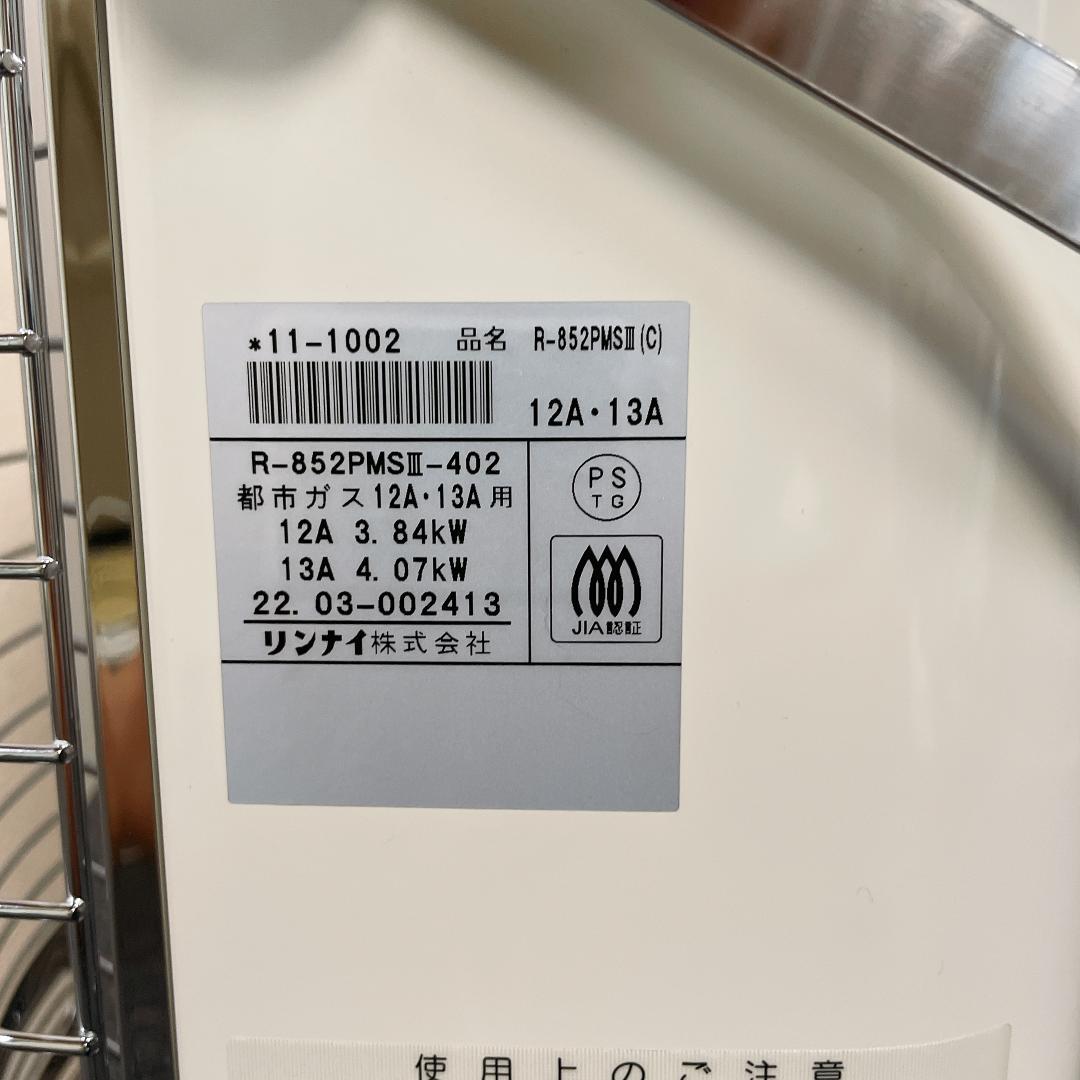 *11-1002 品名 R-852PMSⅢ(C)
12A・13A
R-852PMSⅢ-402
都市ガス12A・13A用
12A 3.84kW
13A 4.07kW
22.03-002413
リンナイ株式会社
PS
TG
JIA認証
使用上のご注意